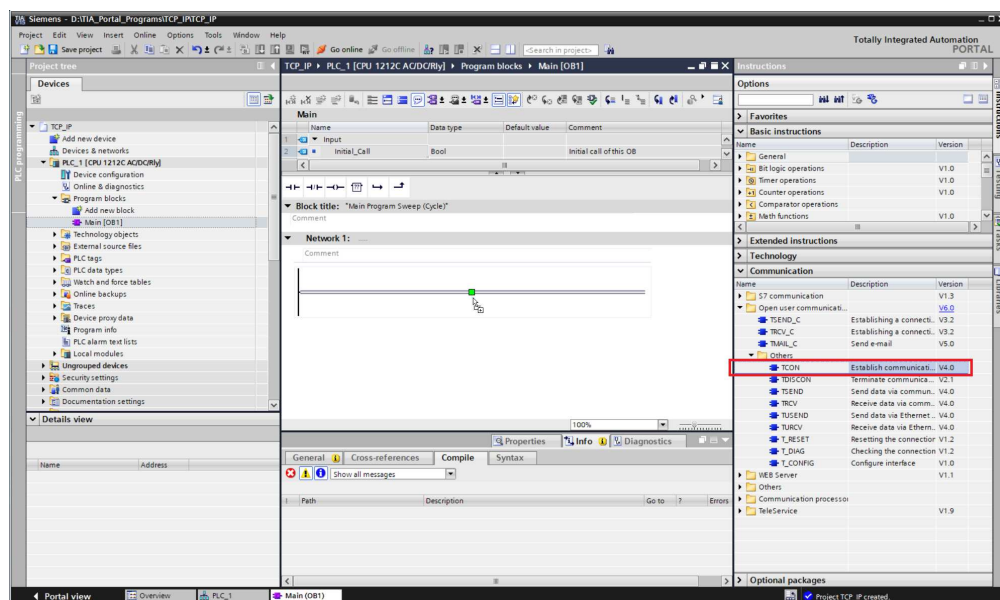 Siemens - D:\TIA_Portal_Programs\TCP_IP\TCP_IP
Project Edit View Insert Online Options Tools Window Help
Totally Integrated Automation
PORTAL
Save project Go online Go offline <Search in project>
Project tree
Devices
PLC programming
TCP_IP
Add new device
Devices & networks
PLC_1 [CPU 1212C AC/DC/Rly]
Device configuration
Online & diagnostics
Program blocks
Add new block
Main [OB1]
Technology objects
External source files
PLC tags
PLC data types
Watch and force tables
Online backups
Traces
Device proxy data
Program info
PLC alarm text lists
Local modules
Ungrouped devices
Security settings
Common data
Documentation settings
Details view
Name Address
TCP_IP PLC_1 [CPU 1212C AC/DC/Rly] Program blocks Main [OB1]
Main
Name Data type Default value Comment
1 Input
2 Initial_Call Bool Initial call of this OB
Block title: "Main Program Sweep (Cycle)"
Comment
Network 1: .....
Comment
100%
Properties Info Diagnostics
General Cross-references Compile Syntax
Show all messages
! Path Description Go to ? Errors
Instructions
Options
Favorites
Basic instructions
Name Description Version
General
Bit logic operations V1.0
Timer operations V1.0
Counter operations V1.0
Comparator operations
Math functions V1.0
Extended instructions
Technology
Communication
Name Description Version
S7 communication V1.3
Open user communicati... V6.0
TSEND_C Establishing a connecti.. V3.2
TRCV_C Establishing a connecti.. V3.2
TMAIL_C Send e-mail V5.0
Others
TCON Establish communicati... V4.0
TDISCON Terminate communica... V2.1
TSEND Send data via commun.. V4.0
TRCV Receive data via comm.. V4.0
TUSEND Send data via Ethernet .. V4.0
TURCV Receive data via Ethern.. V4.0
T_RESET Resetting the connection V1.2
T_DIAG Checking the connection V1.2
T_CONFIG Configure interface V1.0
WEB Server V1.1
Others
Communication processor
TeleService V1.9
Optional packages
Instructions
Testing
Tasks
Libraries
Portal view Overview PLC_1 Main (OB1) Project TCP_IP created.